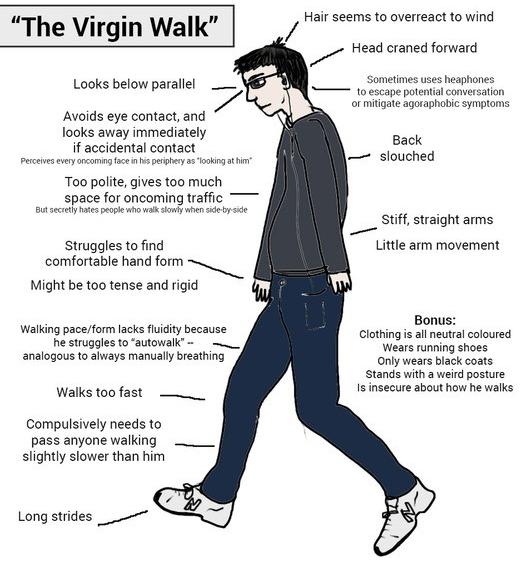 "The Virgin Walk"
Hair seems to overreact to wind
Head craned forward
Looks below parallel
Sometimes uses heaphones
to escape potential conversation
or mitigate agoraphobic symptoms
Avoids eye contact, and
looks away immediately
if accidental contact
Perceives every oncoming face in his periphery as "looking at him"
Back
slouched
Too polite, gives too much
space for oncoming traffic
But secretly hates people who walk slowly when side-by-side
Stiff, straight arms
Little arm movement
Struggles to find
comfortable hand form
Might be too tense and rigid
Walking pace/form lacks fluidity because
he struggles to "autowalk" --
analogous to always manually breathing
Bonus:
Clothing is all neutral coloured
Wears running shoes
Only wears black coats
Stands with a weird posture
Is insecure about how he walks
Walks too fast
Compulsively needs to
pass anyone walking
slightly slower than him
Long strides